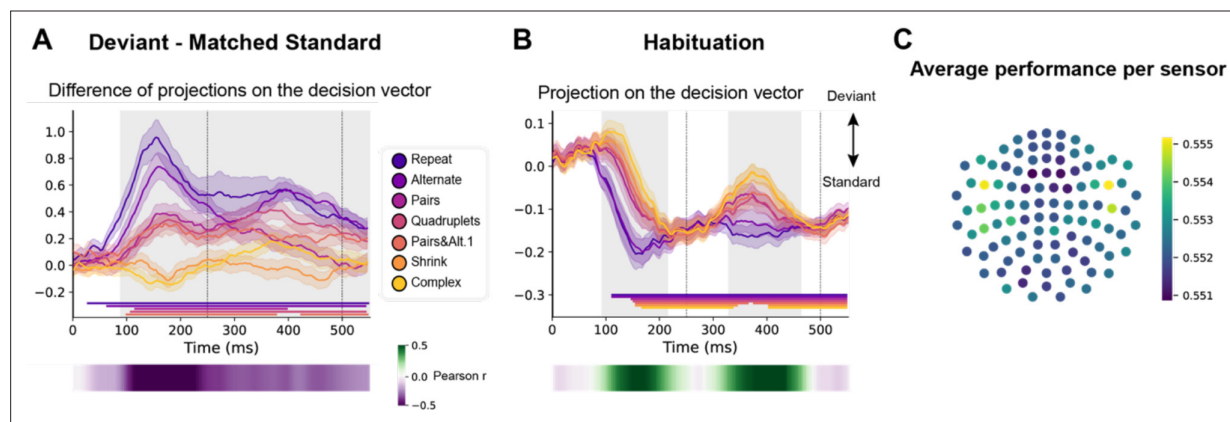 A Deviant - Matched Standard
Difference of projections on the decision vector
1.0
0.8
0.6
0.4
0.2
0.0
−0.2
0 100 200 300 400 500
Time (ms)
Repeat
Alternate
Pairs
Quadruplets
Pairs&Alt.1
Shrink
Complex
0.5
0.0
−0.5
Pearson r
B Habituation
Projection on the decision vector
0.1
0.0
−0.1
−0.2
−0.3
0 100 200 300 400 500
Time (ms)
Deviant
Standard
C
Average performance per sensor
0.555
0.554
0.553
0.552
0.551